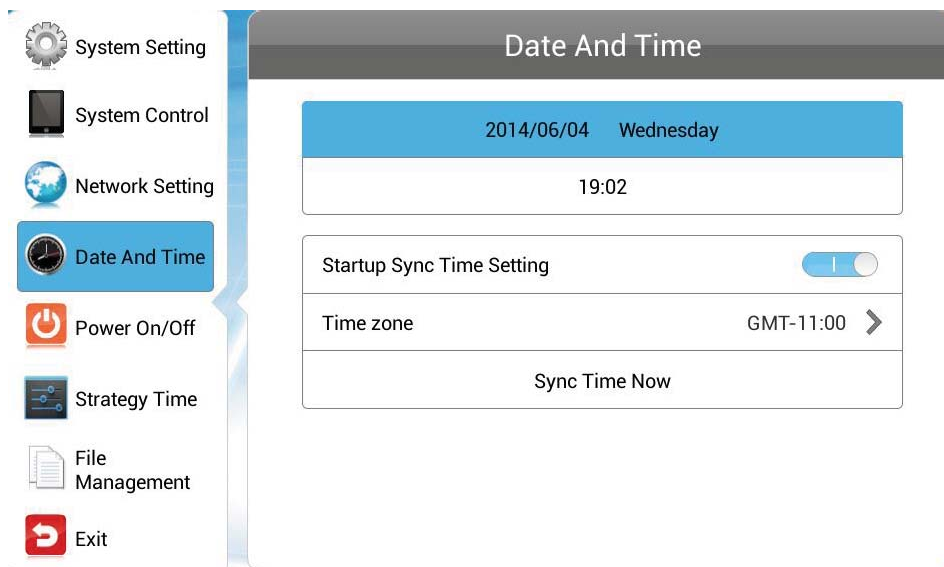 System Setting
System Control
Network Setting
Date And Time
Power On/Off
Strategy Time
File
Management
Exit
Date And Time
2014/06/04 Wednesday
19:02
Startup Sync Time Setting
Time zone GMT-11:00
Sync Time Now